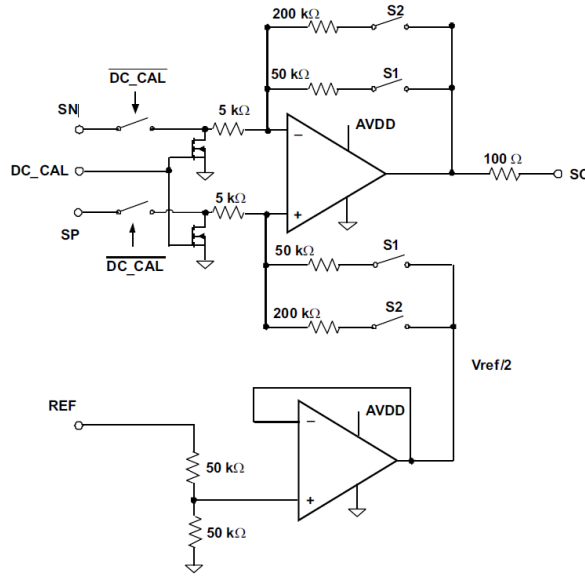 200 kΩ
S2
50 kΩ
S1
DC_CAL
SN
5 kΩ
−
AVDD
DC_CAL
100 Ω
SO
5 kΩ
+
SP
50 kΩ
S1
DC_CAL
S2
200 kΩ
Vref/2
REF
AVDD
−
50 kΩ
+
50 kΩ